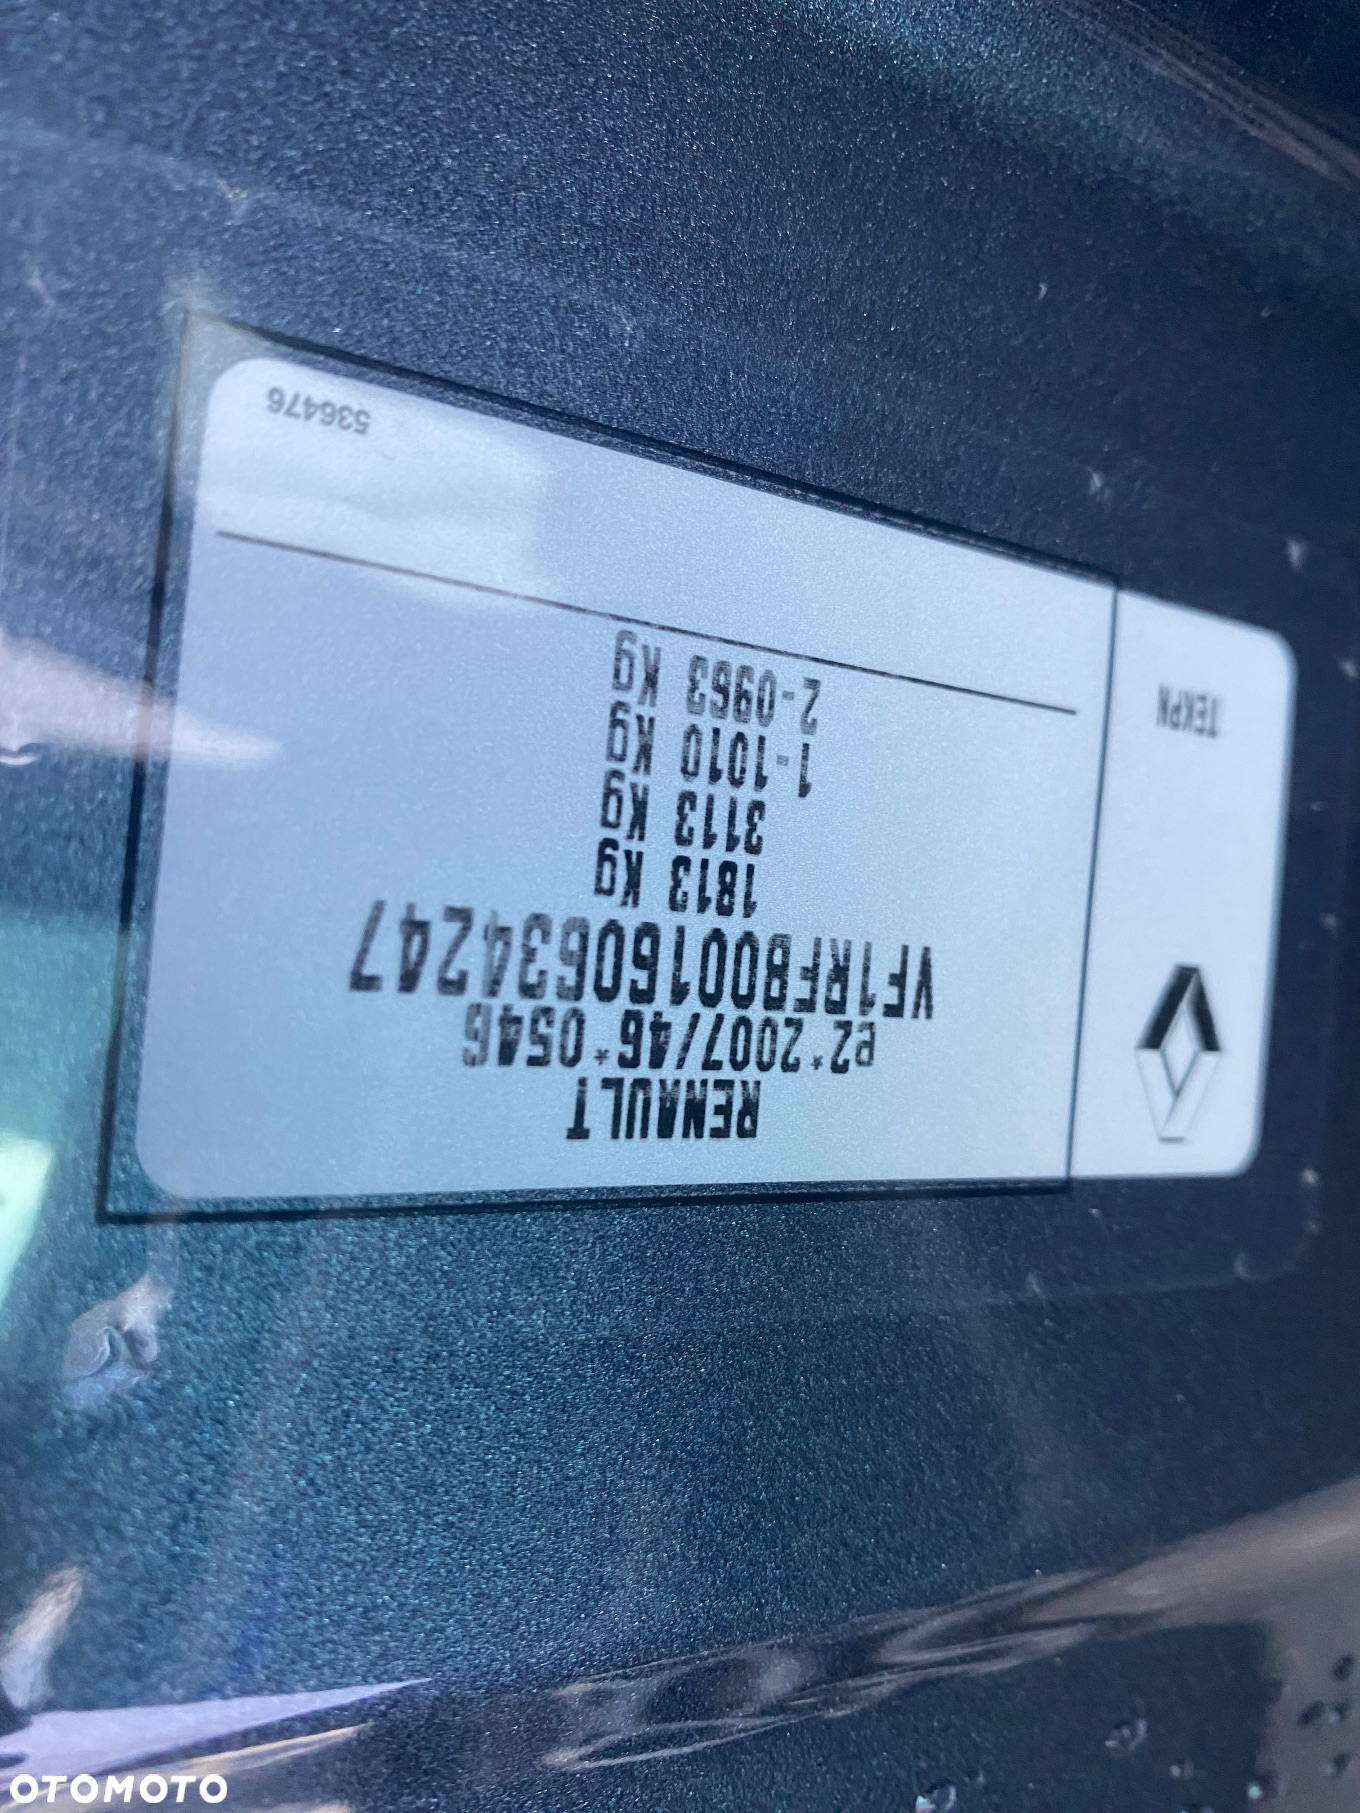 RENAULT
e2*2007/46*0546
VF1RFB00160634247
1813 Kg
3113 Kg
1-1010 Kg
2-0963 Kg
536476
TEKPN
OTOMOTO